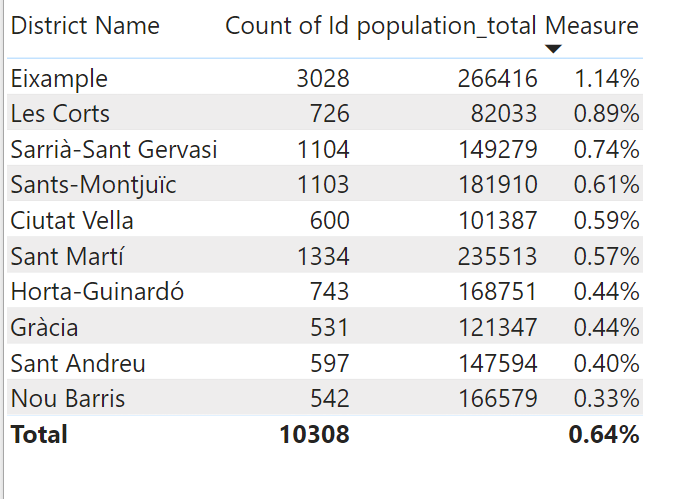 District Name Count of Id population_total Measure
Eixample 3028 266416 1.14%
Les Corts 726 82033 0.89%
Sarrià-Sant Gervasi 1104 149279 0.74%
Sants-Montjuïc 1103 181910 0.61%
Ciutat Vella 600 101387 0.59%
Sant Martí 1334 235513 0.57%
Horta-Guinardó 743 168751 0.44%
Gràcia 531 121347 0.44%
Sant Andreu 597 147594 0.40%
Nou Barris 542 166579 0.33%
Total 10308 0.64%